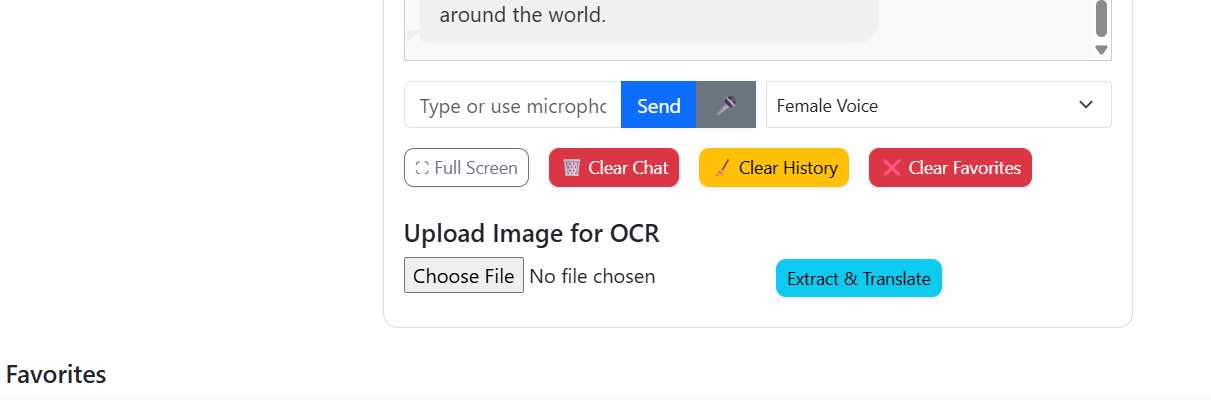 around the world.
Type or use microphc
Send
Female Voice
Full Screen
Clear Chat
Clear History
Clear Favorites
Upload Image for OCR
Choose File No file chosen
Extract & Translate
Favorites